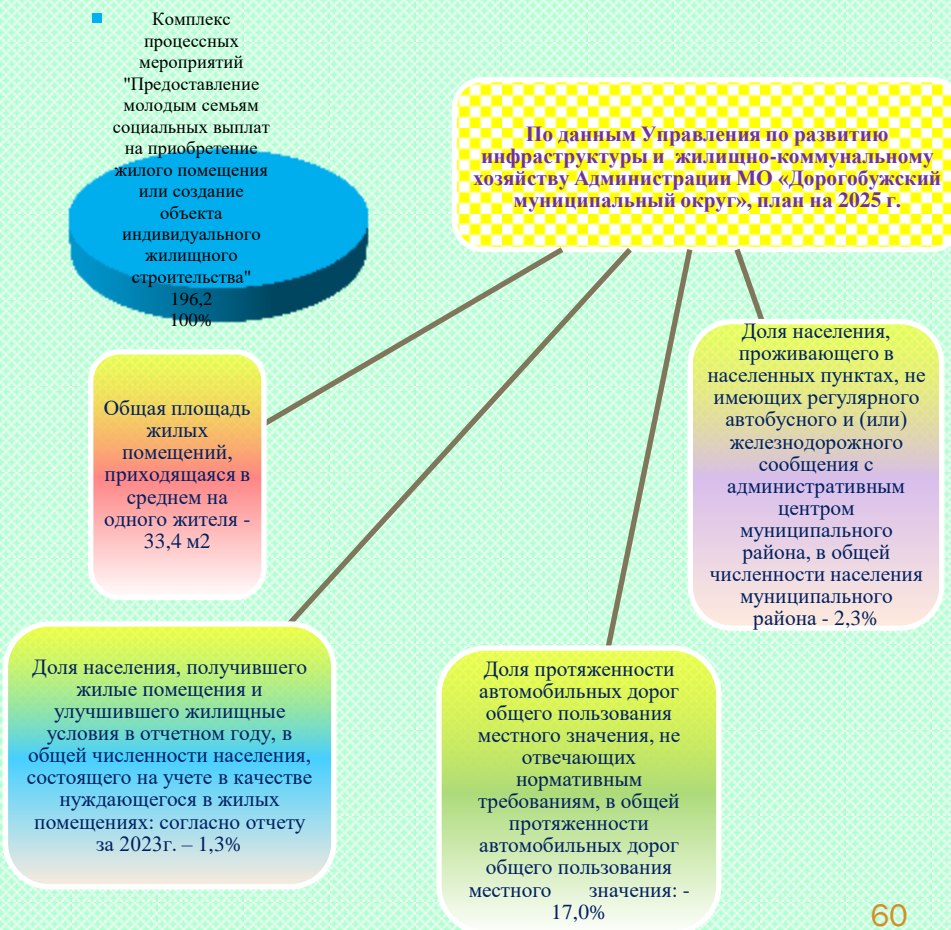 Комплекс
процессных
мероприятий
"Предоставление
молодым семьям
социальных выплат
на приобретение
жилого помещения
или создание
объекта
индивидуального
жилищного
строительства"
196,2
100%
По данным Управления по развитию
инфраструктуры и жилищно-коммунальному
хозяйству Администрации МО «Дорогобужский
муниципальный округ», план на 2025 г.
Общая площадь
жилых
помещений,
приходящаяся в
среднем на
одного жителя -
33,4 м2
Доля населения,
проживающего в
населенных пунктах, не
имеющих регулярного
автобусного и (или)
железнодорожного
сообщения с
административным
центром
муниципального
района, в общей
численности населения
муниципального
района - 2,3%
Доля населения, получившего
жилые помещения и
улучшившего жилищные
условия в отчетном году, в
общей численности населения,
состоящего на учете в качестве
нуждающегося в жилых
помещениях: согласно отчету
за 2023г. – 1,3%
Доля протяженности
автомобильных дорог
общего пользования
местного значения, не
отвечающих
нормативным
требованиям, в общей
протяженности
автомобильных дорог
общего пользования
местного значения: -
17,0%
60